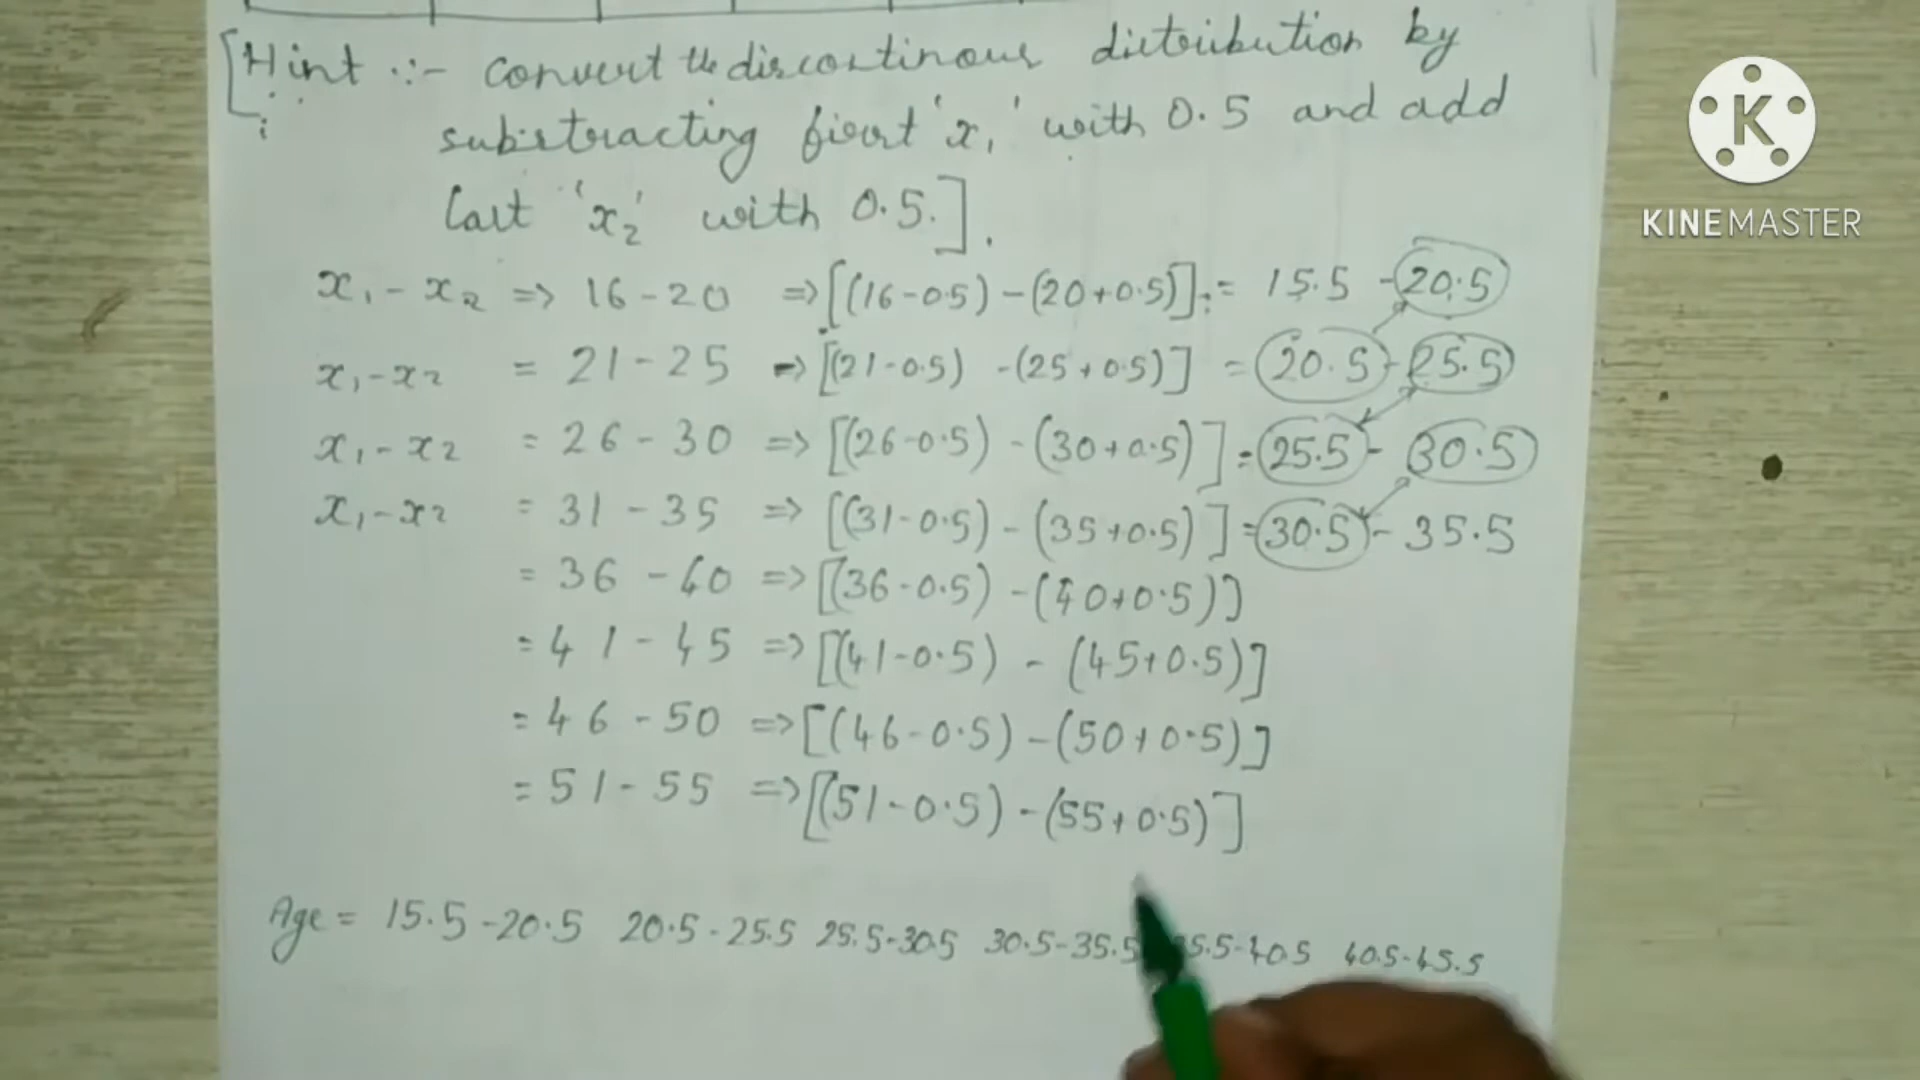 [Hint :- convert the discontinous distribution by
substracting first 'x₁' with 0.5 and add
last 'x₂' with 0.5.].
x₁ - x₂ => 16 - 20 => [(16-0.5) - (20+0.5)] = 15.5 - 20.5
x₁ - x₂ = 21 - 25 => [(21-0.5) - (25+0.5)] = 20.5 - 25.5
x₁ - x₂ = 26 - 30 => [(26-0.5) - (30+0.5)] = 25.5 - 30.5
x₁ - x₂ = 31 - 35 => [(31-0.5) - (35+0.5)] = 30.5 - 35.5
= 36 - 40 => [(36-0.5) - (40+0.5)]
= 41 - 45 => [(41-0.5) - (45+0.5)]
= 46 - 50 => [(46-0.5) - (50+0.5)]
= 51 - 55 => [(51-0.5) - (55+0.5)]
Age = 15.5 - 20.5 20.5 - 25.5 25.5 - 30.5 30.5 - 35.5 5.5 - 40.5 40.5 - 45.5
K
KINEMASTER